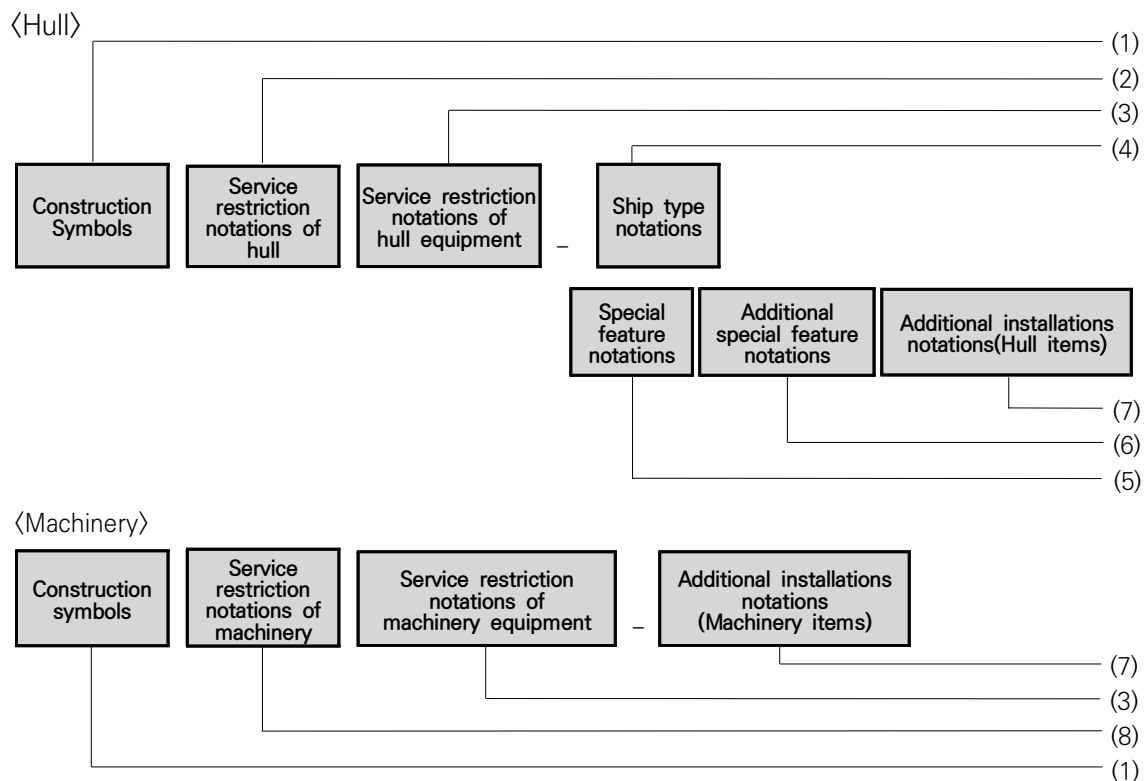 〈Hull〉
(1)
(2)
(3)
(4)
Construction
Symbols
Service
restriction
notations of
hull
Service restriction
notations of
hull equipment
–
Ship type
notations
Special
feature
notations
Additional
special feature
notations
Additional installations
notations(Hull items)
(7)
(6)
(5)
〈Machinery〉
Construction
symbols
Service
restriction
notations of
machinery
Service restriction
notations of
machinery equipment
–
Additional installations
notations
(Machinery items)
(7)
(3)
(8)
(1)